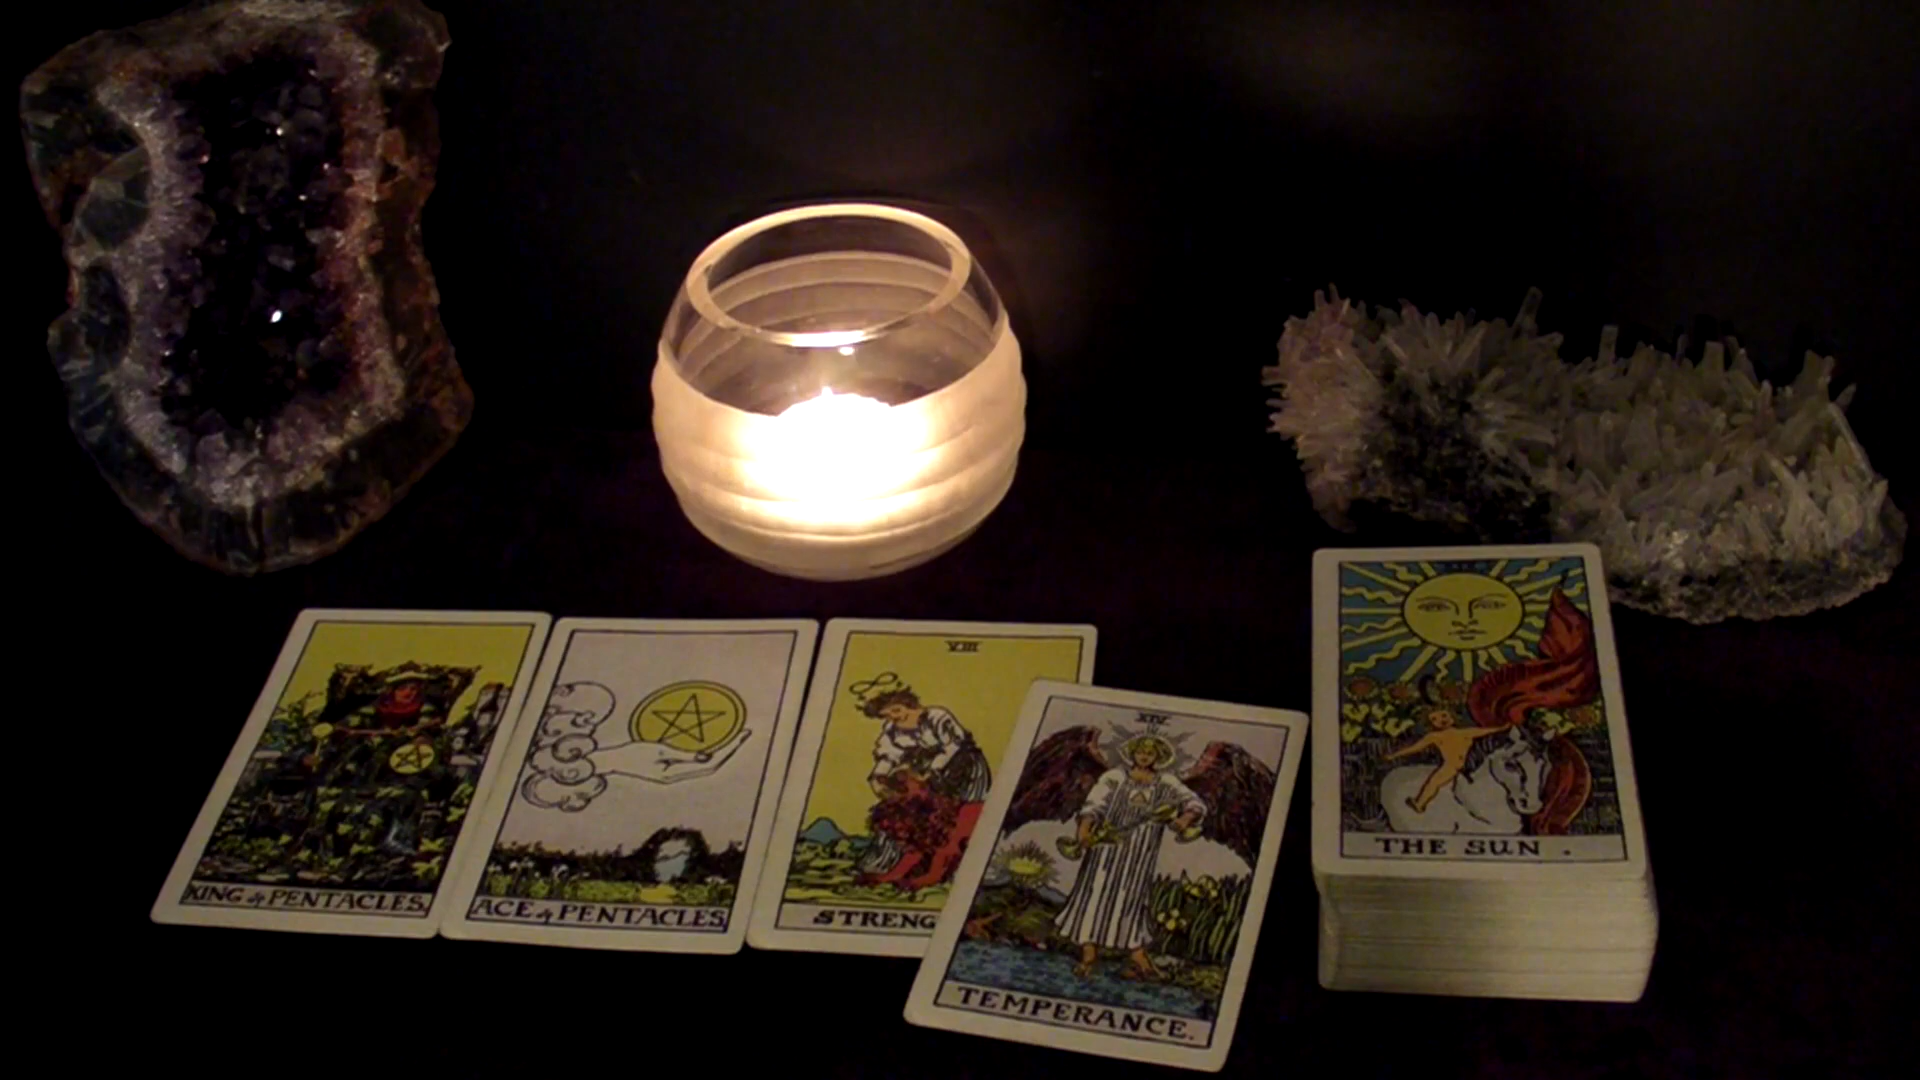 KING of PENTACLES.
ACE of PENTACLES
VIII
STRENG
XIV.
TEMPERANCE.
THE SUN .